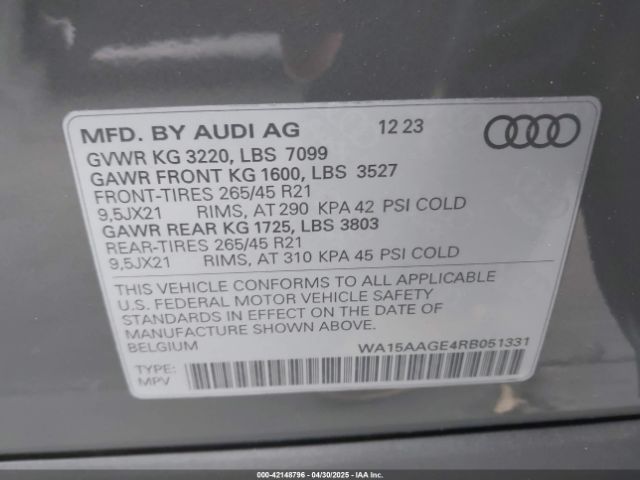 MFD. BY AUDI AG 12 23
GVWR KG 3220, LBS 7099
GAWR FRONT KG 1600, LBS 3527
FRONT-TIRES 265/45 R21
9,5JX21 RIMS, AT 290 KPA 42 PSI COLD
GAWR REAR KG 1725, LBS 3803
REAR-TIRES 265/45 R21
9,5JX21 RIMS, AT 310 KPA 45 PSI COLD
THIS VEHICLE CONFORMS TO ALL APPLICABLE
U.S. FEDERAL MOTOR VEHICLE SAFETY
STANDARDS IN EFFECT ON THE DATE OF
MANUFACTURE SHOWN ABOVE.
BELGIUM WA15AAGE4RB051331
TYPE:
MPV
000-42148796 - 04/30/2025 - IAAI, Inc.